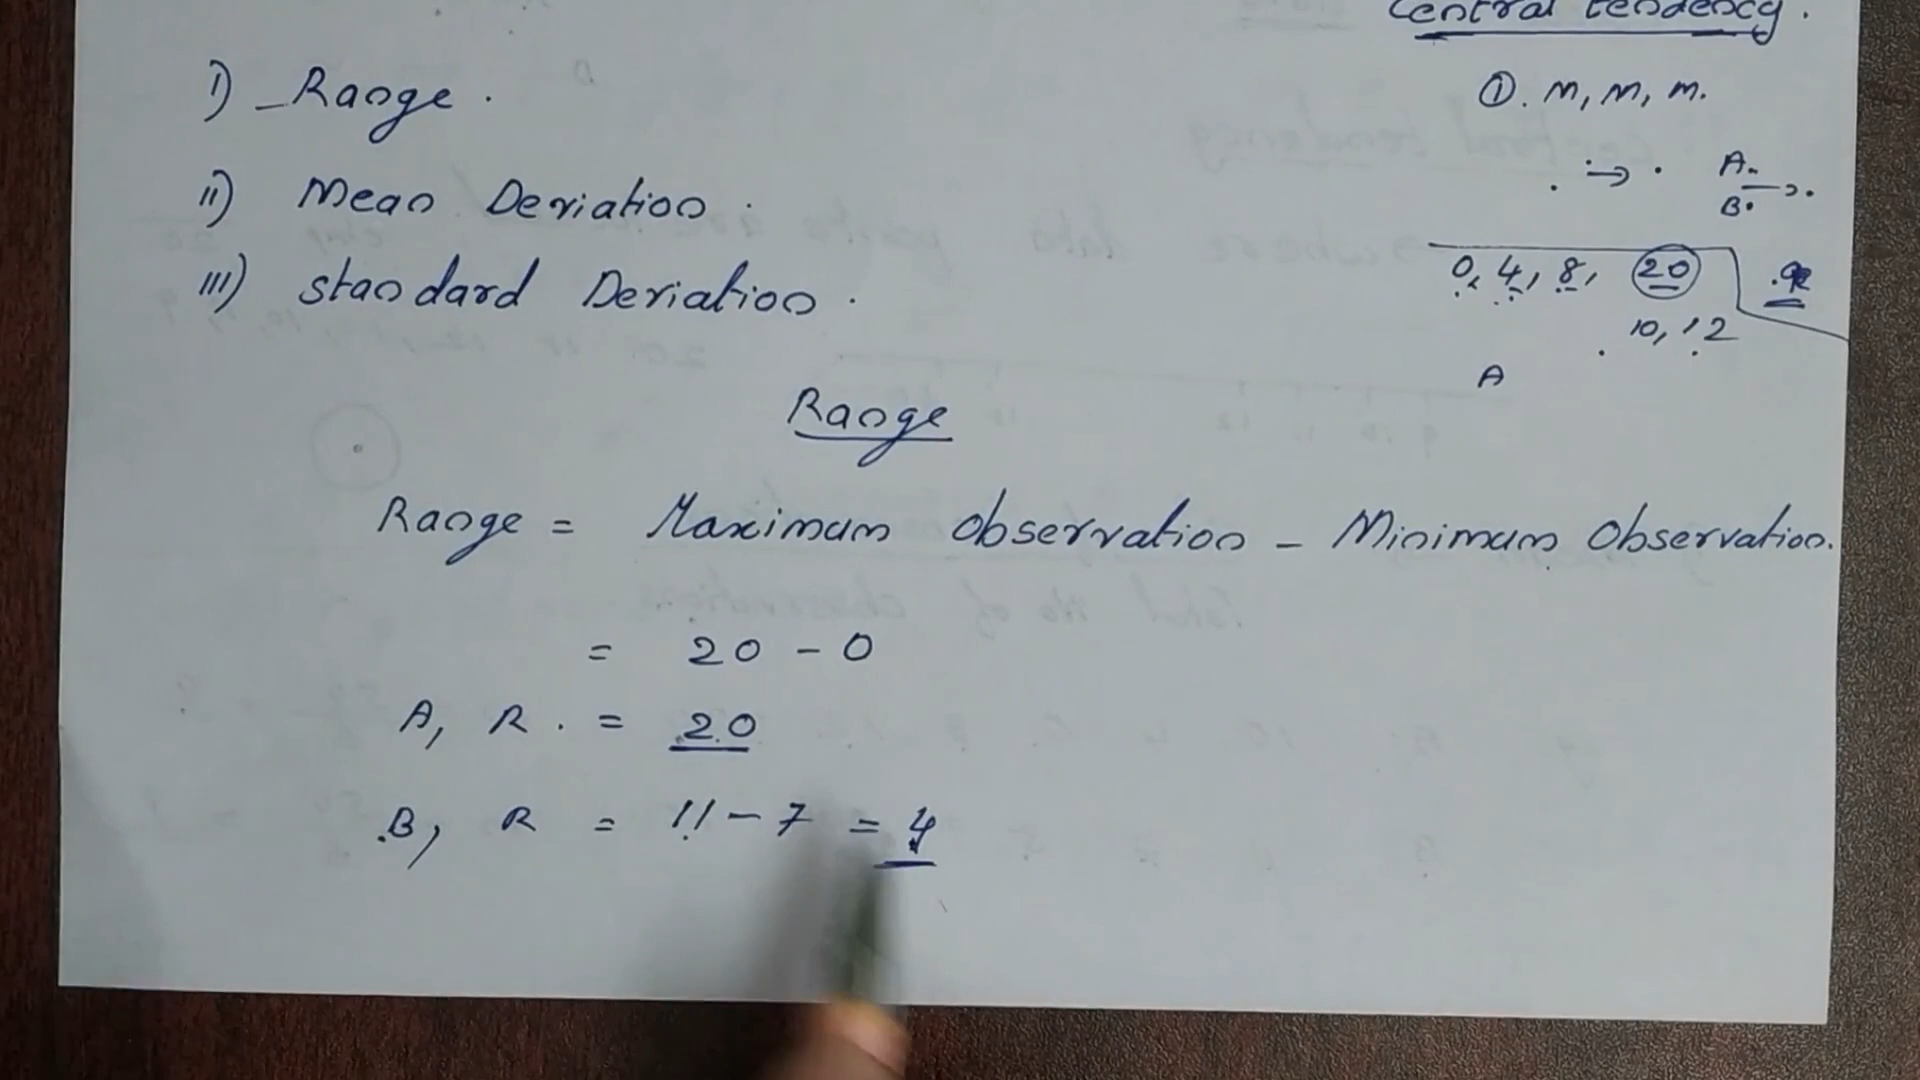 Central tendency.
i) Range.
①. M, M, M.
ii) Mean Deviation.
A.
B.
iii) standard Deviation.
0, 4, 8, 20
10, 12
A
Range
Range = Maximum Observation - Minimum Observation.
= 20 - 0
A, R. = 20
B, R = 11 - 7 = 4